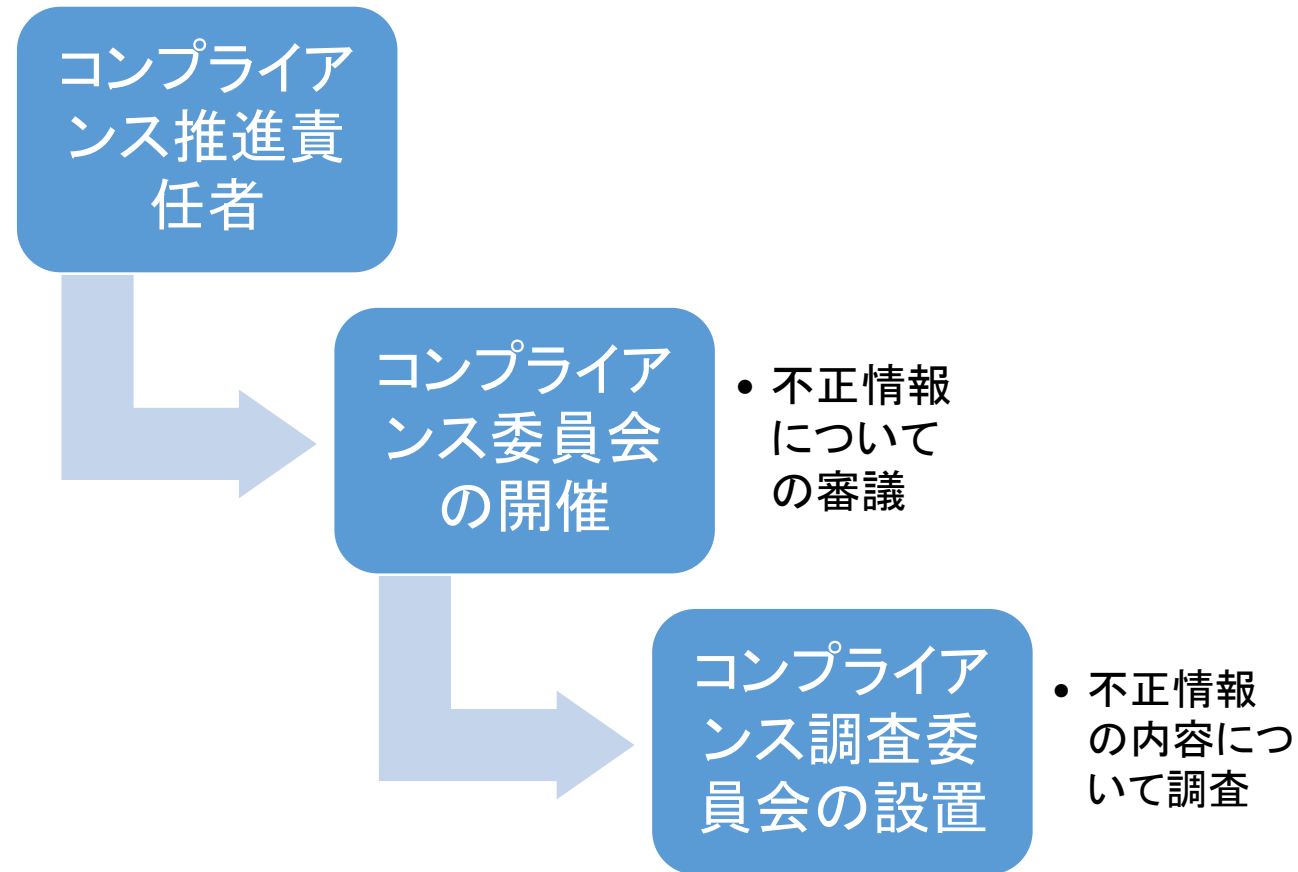 コンプライア
ンス推進責
任者
コンプライア
ンス委員会
の開催
• 不正情報
について
の審議
コンプライア
ンス調査委
員会の設置
• 不正情報
の内容につ
いて調査